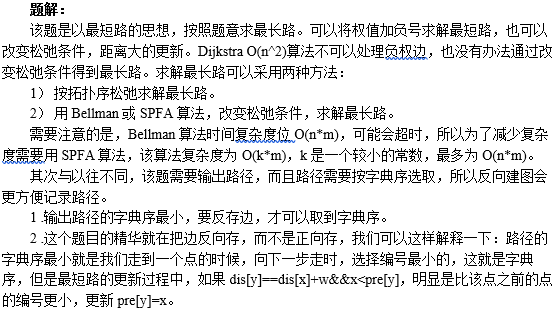 题解：
该题是以最短路的思想，按照题意求最长路。可以将权值加负号求解最短路，也可以
改变松弛条件，距离大的更新。Dijkstra O(n^2)算法不可以处理负权边，也没有办法通过改
变松弛条件得到最长路。求解最长路可以采用两种方法：
1） 按拓扑序松弛求解最长路。
2） 用 Bellman 或 SPFA 算法，改变松弛条件，求解最长路。
需要注意的是，Bellman 算法时间复杂度位 O(n*m)，可能会超时，所以为了减少复杂
度需要用 SPFA 算法，该算法复杂度为 O(k*m)，k 是一个较小的常数，最多为 O(n*m)。
其次与以往不同，该题需要输出路径，而且路径需要按字典序选取，所以反向建图会
更方便记录路径。
1 .输出路径的字典序最小，要反存边，才可以取到字典序。
2 .这个题目的精华就在把边反向存，而不是正向存，我们可以这样解释一下：路径的
字典序最小就是我们走到一个点的时候，向下一步走时，选择编号最小的，这就是字典
序，但是最短路的更新过程中，如果 dis[y]==dis[x]+w&&x<pre[y]，明显是比该点之前的点
的编号更小，更新 pre[y]=x。